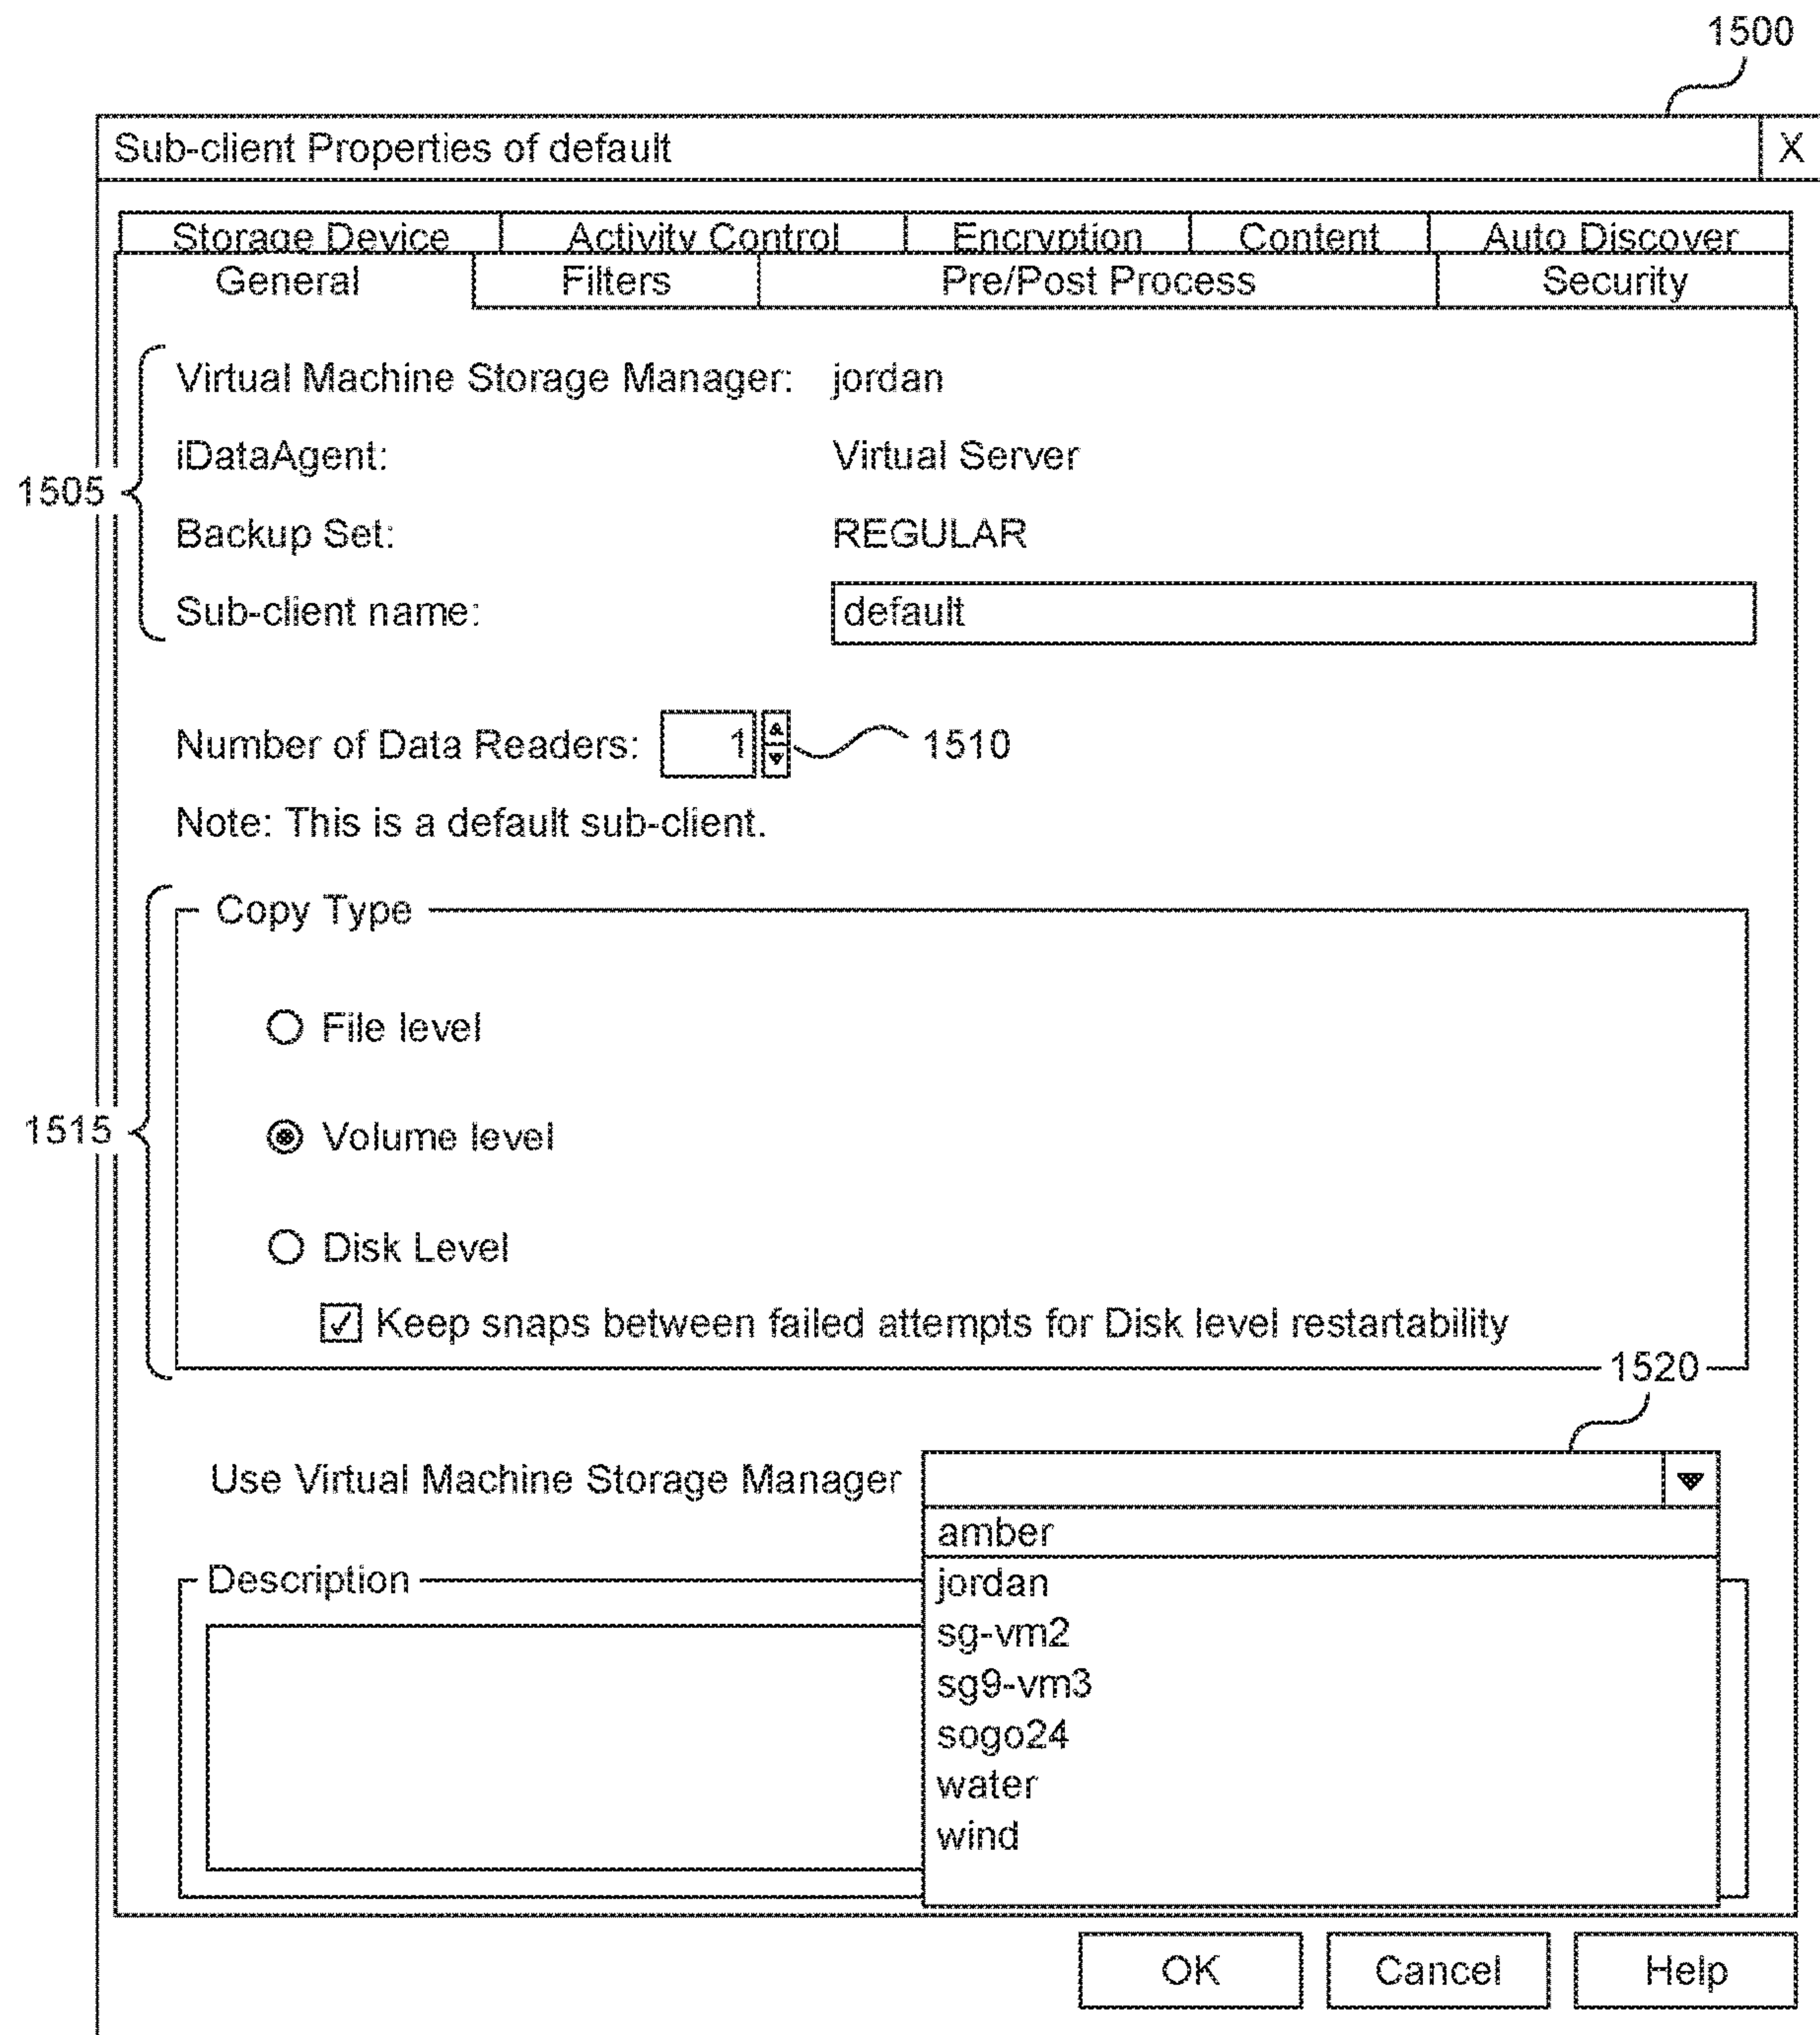 1500
Sub-client Properties of default X
Storage Device Activity Control Encryption Content Auto Discover
General Filters Pre/Post Process Security
Virtual Machine Storage Manager: jordan
iDataAgent: Virtual Server
1505
Backup Set: REGULAR
Sub-client name: default
Number of Data Readers: 1 1510
Note: This is a default sub-client.
Copy Type
File level
1515
Volume level
Disk Level
Keep snaps between failed attempts for Disk level restartability
1520
Use Virtual Machine Storage Manager
amber
Description
jordan
sg-vm2
sg9-vm3
sogo24
water
wind
OK Cancel Help